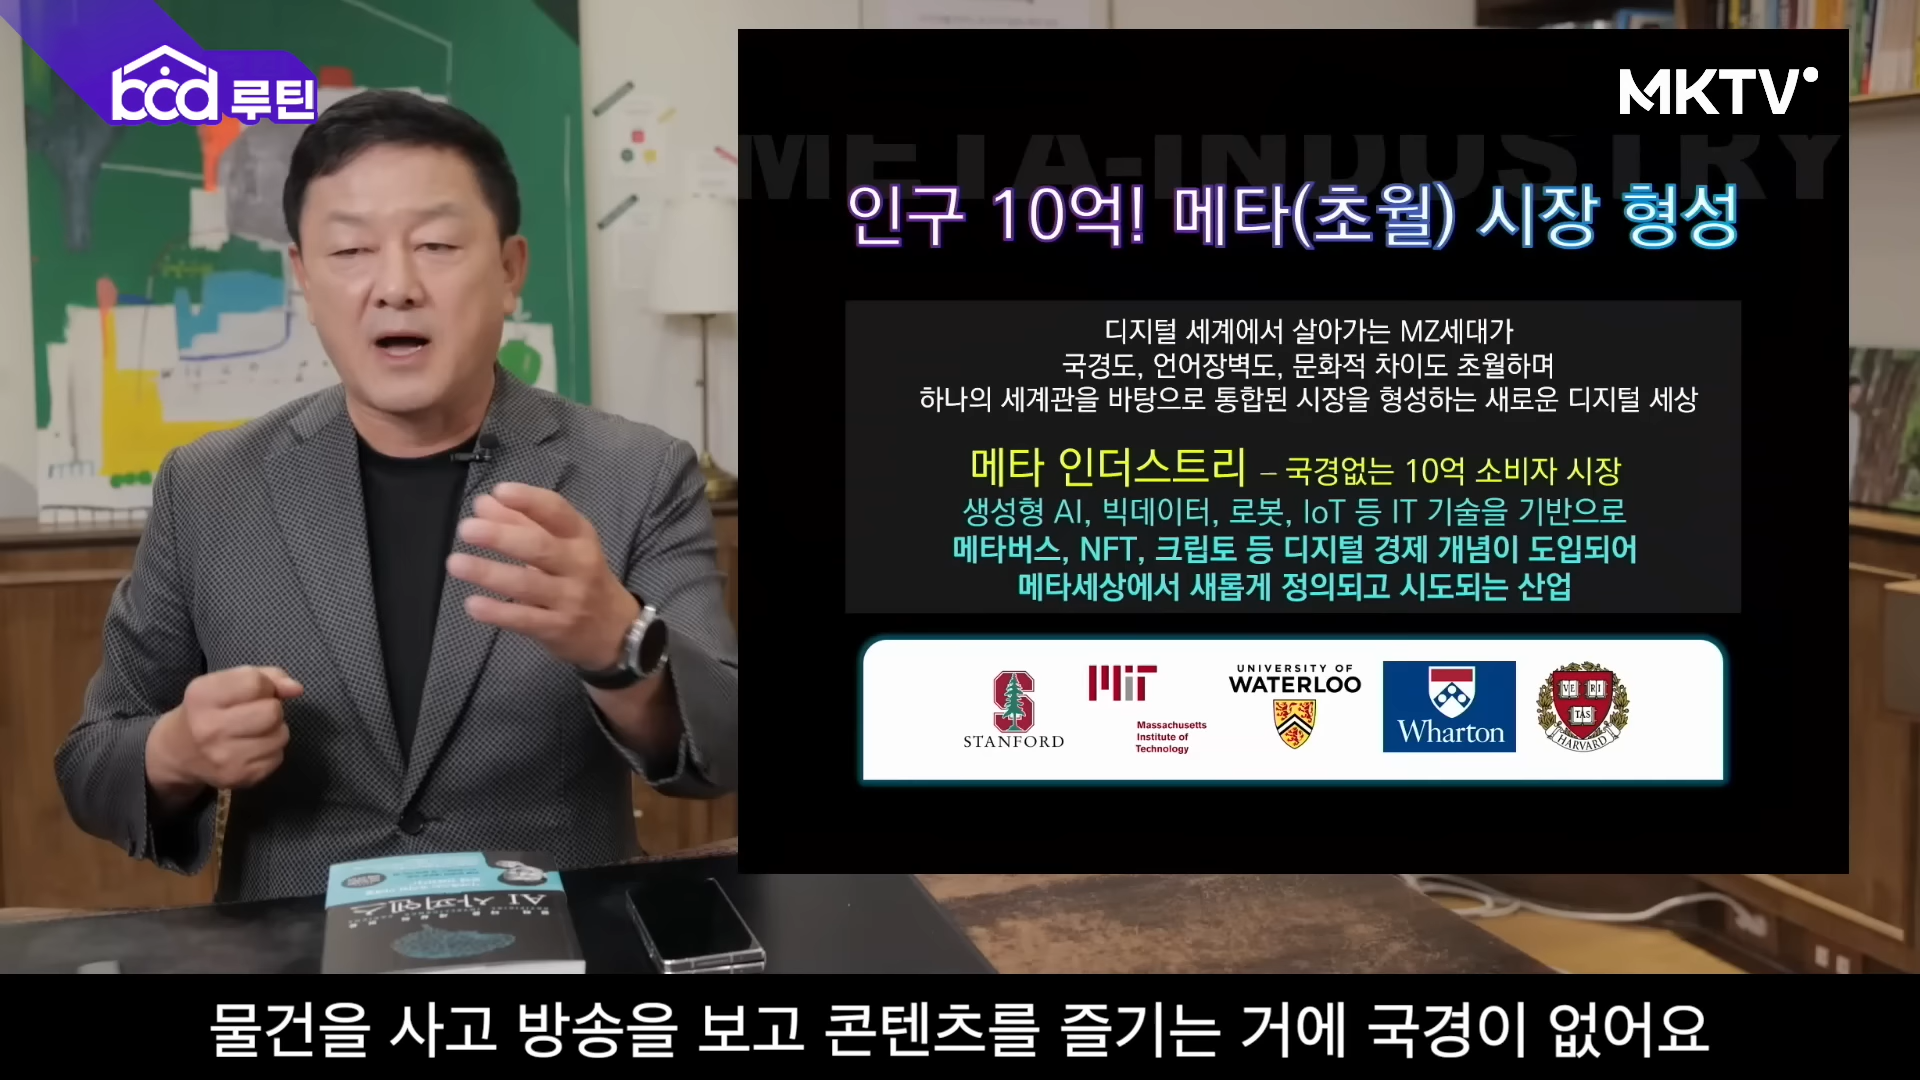 bcd 루틴
MKTV
META-INDUSTRY
인구 10억! 메타(초월) 시장 형성
디지털 세계에서 살아가는 MZ세대가
국경도, 언어장벽도, 문화적 차이도 초월하며
하나의 세계관을 바탕으로 통합된 시장을 형성하는 새로운 디지털 세상
메타 인더스트리 – 국경없는 10억 소비자 시장
생성형 AI, 빅데이터, 로봇, IoT 등 IT 기술을 기반으로
메타버스, NFT, 크립토 등 디지털 경제 개념이 도입되어
메타세상에서 새롭게 정의되고 시도되는 산업
S
STANFORD
MIT
Massachusetts
Institute of
Technology
UNIVERSITY OF
WATERLOO
Wharton
VE RI
TAS
HARVARD
AI 사피엔스
물건을 사고 방송을 보고 콘텐츠를 즐기는 거에 국경이 없어요